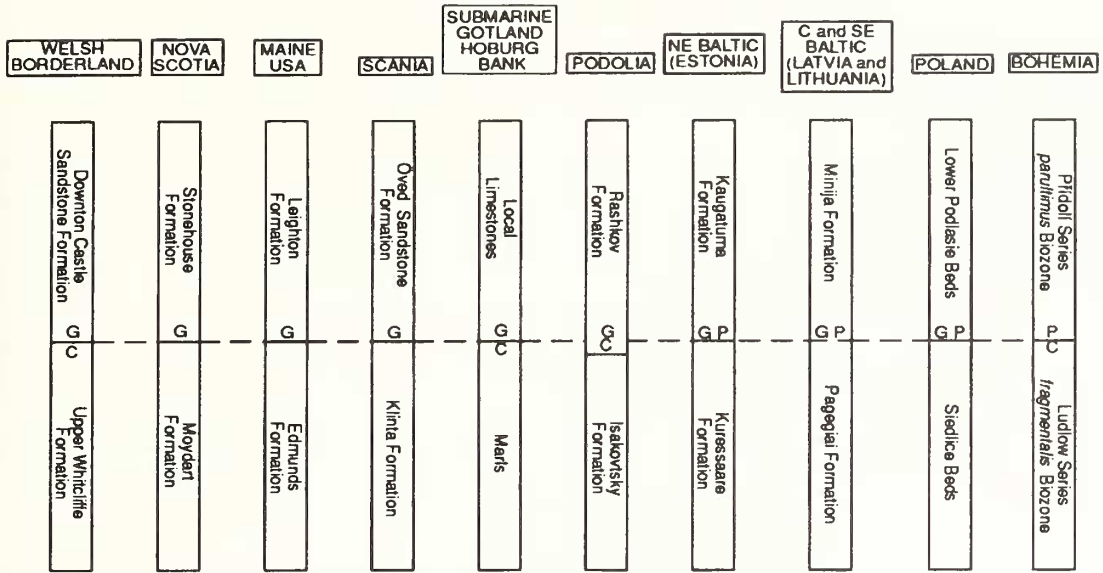 WELSH
BORDERLAND
NOVA
SCOTIA
MAINE
USA
SCANIA
SUBMARINE
GOTLAND
HOBURG
BANK
PODOLIA
NE BALTIC
(ESTONIA)
C and SE
BALTIC
(LATVIA and
LITHUANIA)
POLAND
BOHEMIA
Downton Castle
Sandstone Formation
Stonehouse
Formation
Leighton
Formation
Öved Sandstone
Formation
Local
Limestones
Rashkov
Formation
Kaugatuma
Formation
Minija Formation
Lower Podlasie Beds
Přídolí Series
parultimus Biozone
G
C
G
G
G
G
C
G
C
G P
G P
G P
P
C
Upper Whitcliffe
Formation
Moydart
Formation
Edmunds
Formation
Klinta Formation
Marls
Isakovtsky
Formation
Kuressaare
Formation
Pagegiai Formation
Siedlice Beds
Ludlow Series
fragmentalis Biozone